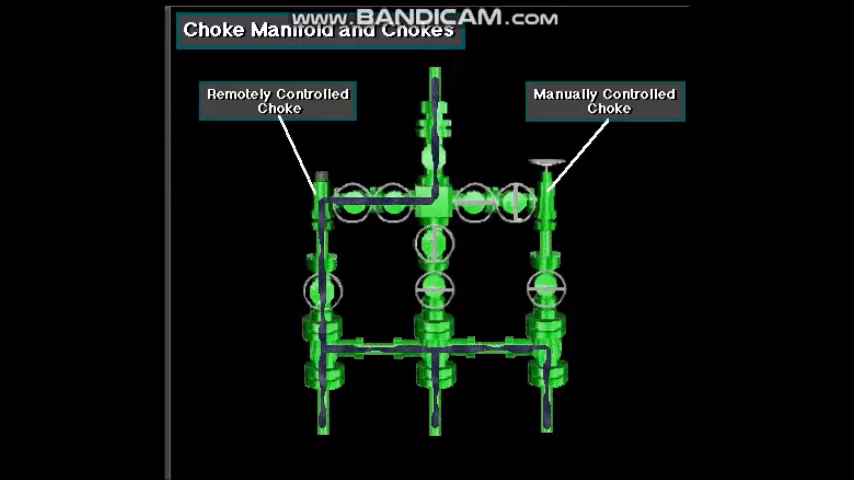 www.BANDICAM.com
Choke Manifold and Chokes
Remotely Controlled
Choke
Manually Controlled
Choke